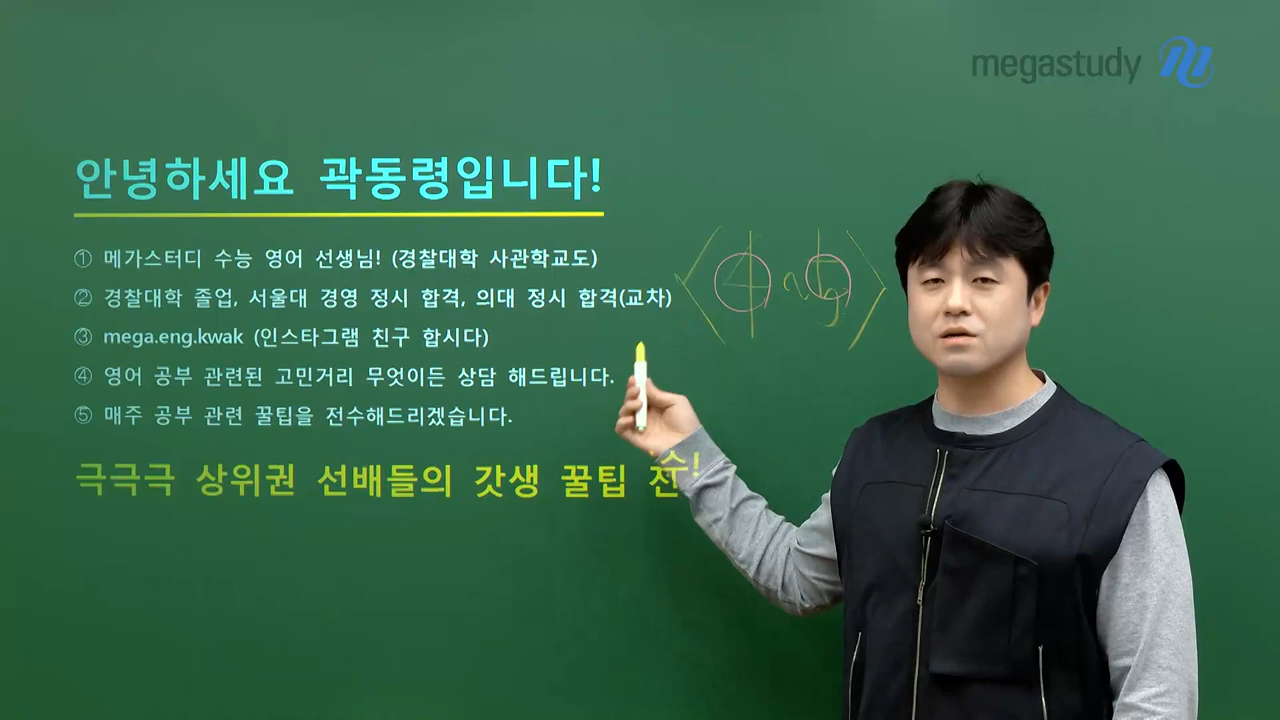 megastudy
안녕하세요 곽동령입니다!
① 메가스터디 수능 영어 선생님! (경찰대학 사관학교도)
② 경찰대학 졸업, 서울대 경영 정시 합격, 의대 정시 합격(교차)
③ mega.eng.kwak (인스타그램 친구 합시다)
④ 영어 공부 관련된 고민거리 무엇이든 상담 해드립니다.
⑤ 매주 공부 관련 꿀팁을 전수해드리겠습니다.
극극극 상위권 선배들의 갓생 꿀팁 전수!